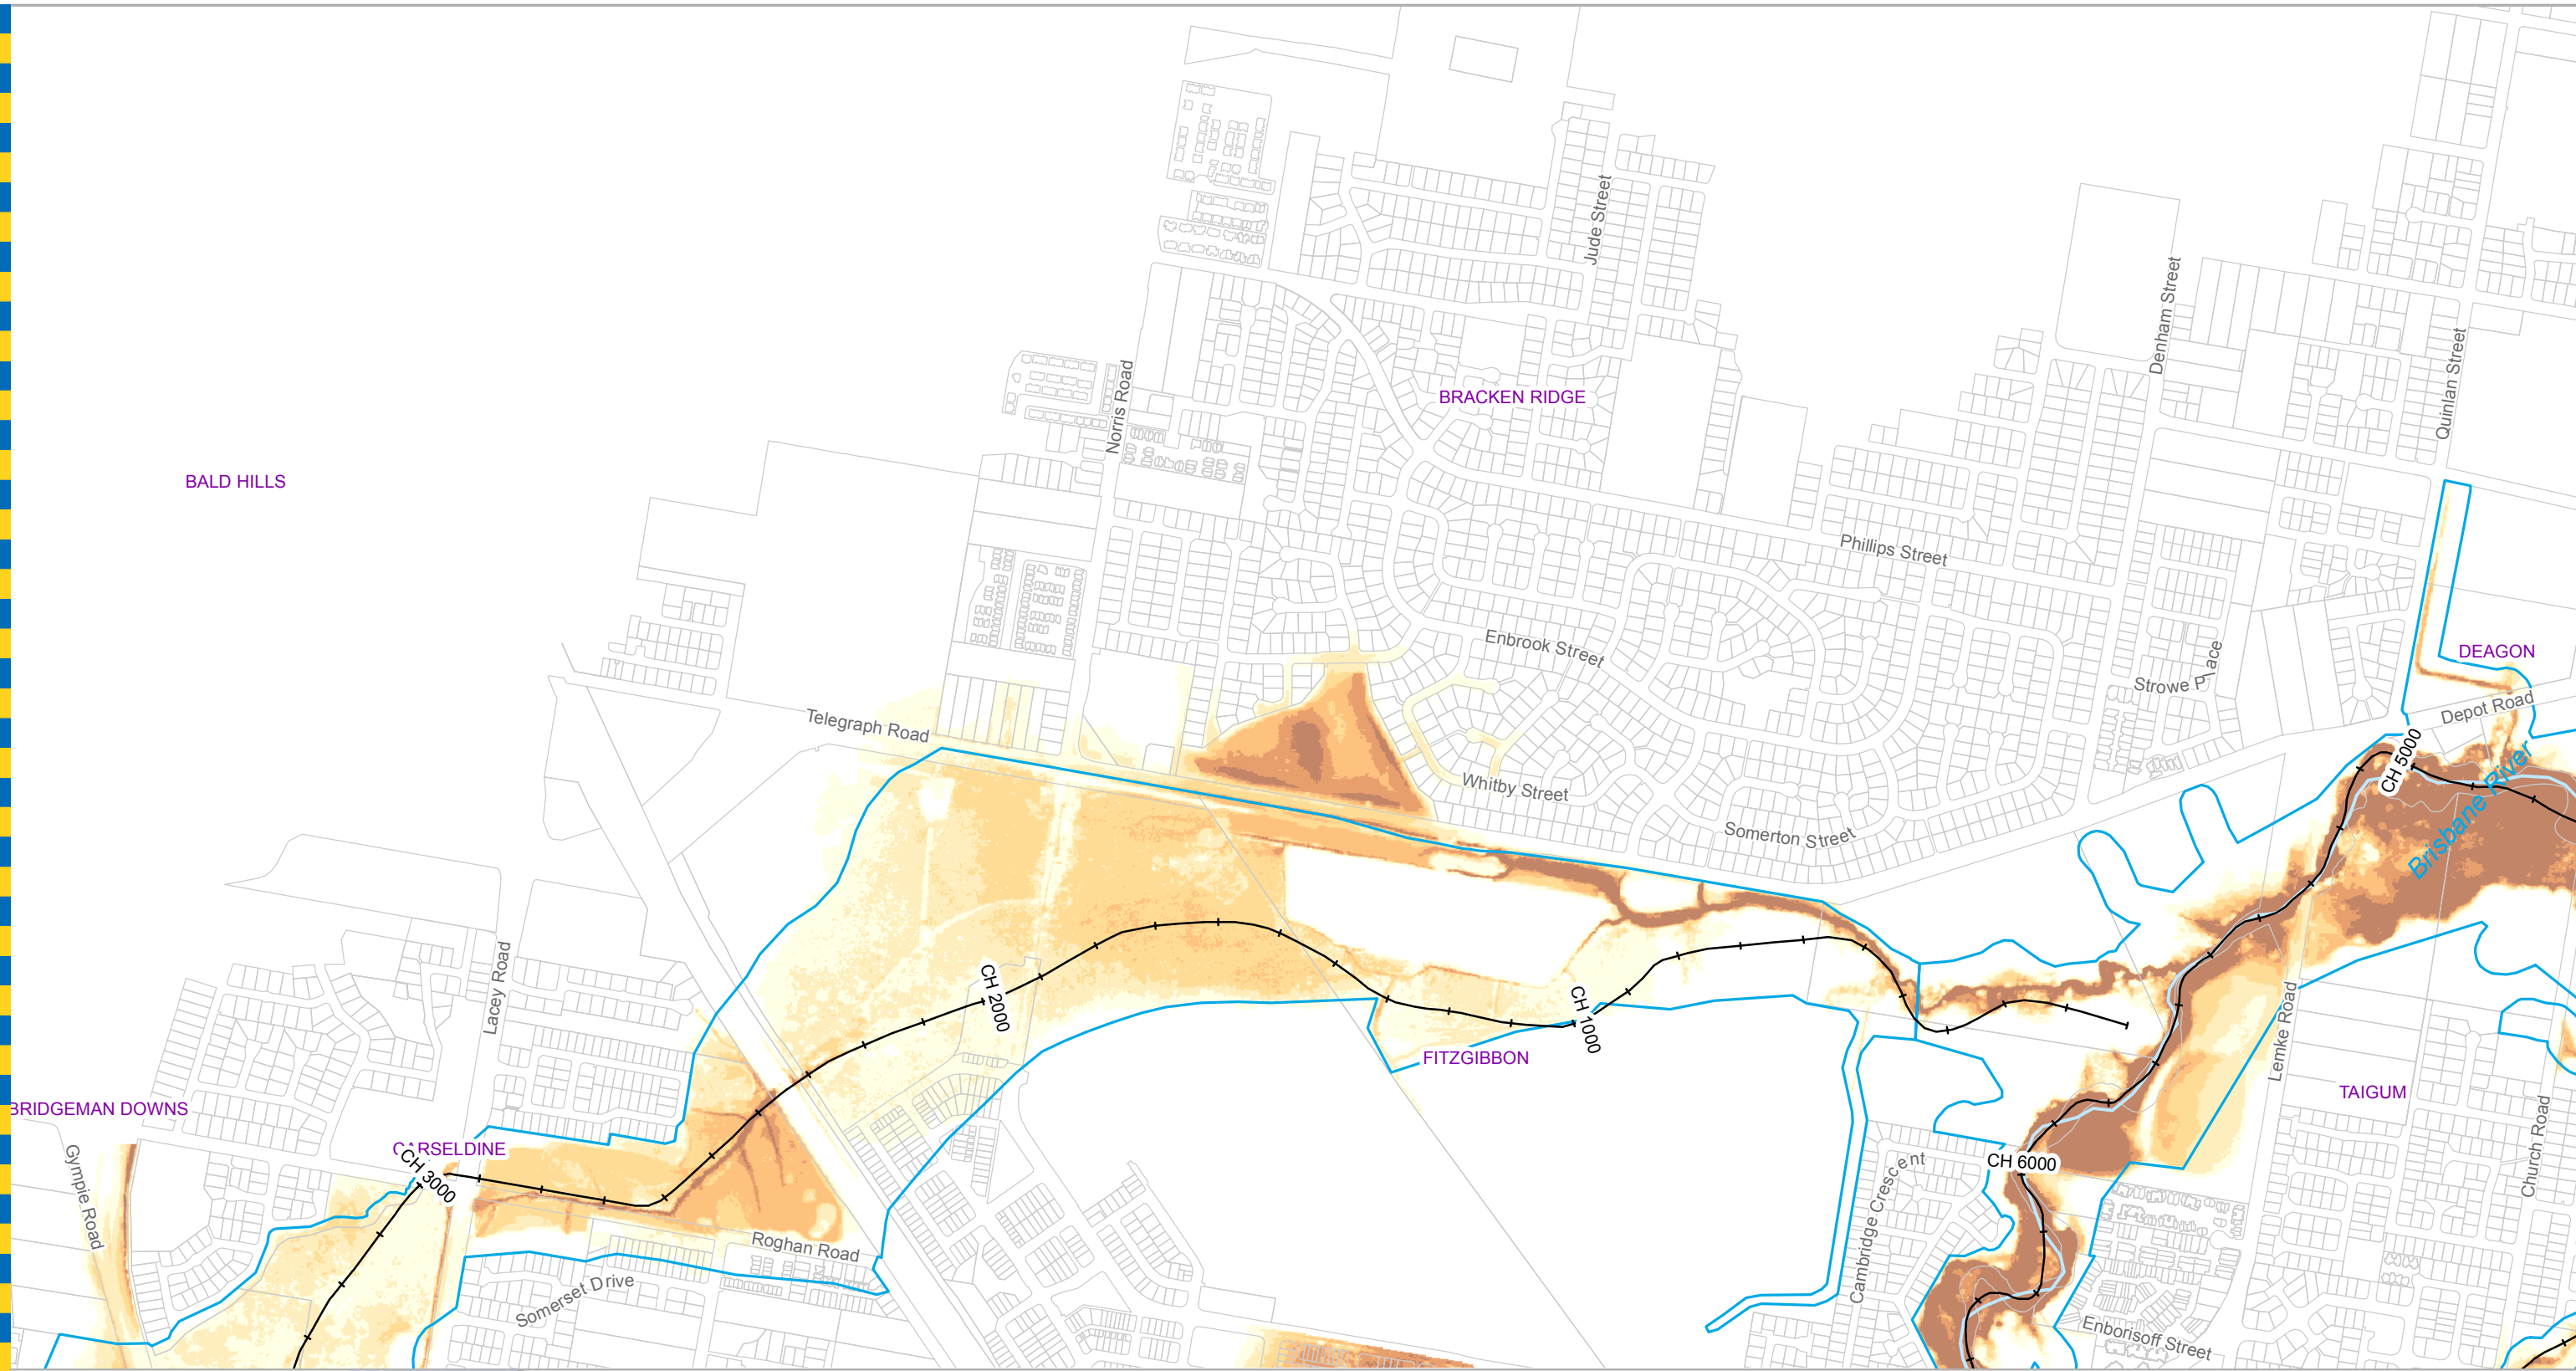 Jude Street
Denham Street
Quinlan Street
Norris Road
BRACKEN RIDGE
BALD HILLS
Phillips Street
Enbrook Street
DEAGON
Strowe Place
Depot Road
Telegraph Road
CH 5000
Brisbane River
Whitby Street
Somerton Street
Lacey Road
CH 2000
CH 1000
Lemke Road
FITZGIBBON
TAIGUM
BRIDGEMAN DOWNS
Church Road
CARSELDINE
CH 3000
CH 6000
Gympie Road
Cambridge Crescent
Roghan Road
Somerset Drive
Enborisoff Street